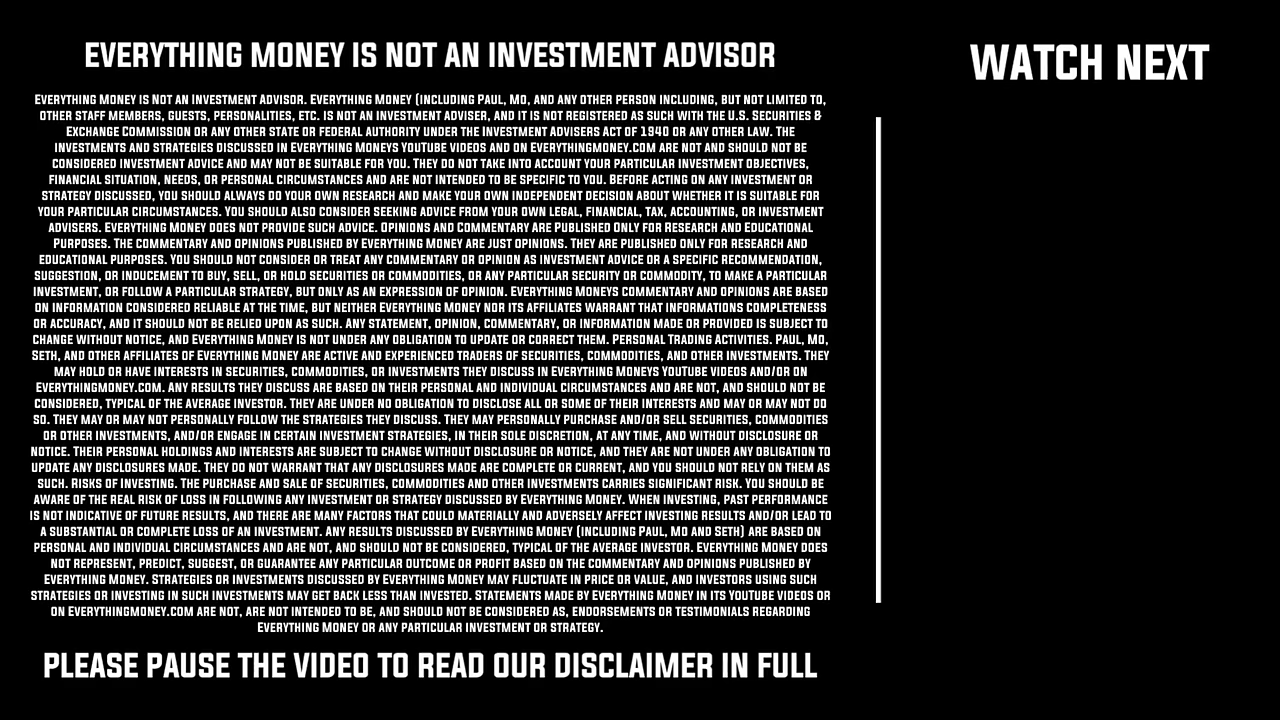 EVERYTHING MONEY IS NOT AN INVESTMENT ADVISOR
WATCH NEXT
EVERYTHING MONEY IS NOT AN INVESTMENT ADVISOR. EVERYTHING MONEY (INCLUDING PAUL, MO, AND ANY OTHER PERSON INCLUDING, BUT NOT LIMITED TO,
OTHER STAFF MEMBERS, GUESTS, PERSONALITIES, ETC. IS NOT AN INVESTMENT ADVISER, AND IT IS NOT REGISTERED AS SUCH WITH THE U.S. SECURITIES &
EXCHANGE COMMISSION OR ANY OTHER STATE OR FEDERAL AUTHORITY UNDER THE INVESTMENT ADVISERS ACT OF 1940 OR ANY OTHER LAW. THE
INVESTMENTS AND STRATEGIES DISCUSSED IN EVERYTHING MONEYS YOUTUBE VIDEOS AND ON EVERYTHINGMONEY.COM ARE NOT AND SHOULD NOT BE
CONSIDERED INVESTMENT ADVICE AND MAY NOT BE SUITABLE FOR YOU. THEY DO NOT TAKE INTO ACCOUNT YOUR PARTICULAR INVESTMENT OBJECTIVES,
FINANCIAL SITUATION, NEEDS, OR PERSONAL CIRCUMSTANCES AND ARE NOT INTENDED TO BE SPECIFIC TO YOU. BEFORE ACTING ON ANY INVESTMENT OR
STRATEGY DISCUSSED, YOU SHOULD ALWAYS DO YOUR OWN RESEARCH AND MAKE YOUR OWN INDEPENDENT DECISION ABOUT WHETHER IT IS SUITABLE FOR
YOUR PARTICULAR CIRCUMSTANCES. YOU SHOULD ALSO CONSIDER SEEKING ADVICE FROM YOUR OWN LEGAL, FINANCIAL, TAX, ACCOUNTING, OR INVESTMENT
ADVISERS. EVERYTHING MONEY DOES NOT PROVIDE SUCH ADVICE. OPINIONS AND COMMENTARY ARE PUBLISHED ONLY FOR RESEARCH AND EDUCATIONAL
PURPOSES. THE COMMENTARY AND OPINIONS PUBLISHED BY EVERYTHING MONEY ARE JUST OPINIONS. THEY ARE PUBLISHED ONLY FOR RESEARCH AND
EDUCATIONAL PURPOSES. YOU SHOULD NOT CONSIDER OR TREAT ANY COMMENTARY OR OPINION AS INVESTMENT ADVICE OR A SPECIFIC RECOMMENDATION,
SUGGESTION, OR INDUCEMENT TO BUY, SELL, OR HOLD SECURITIES OR COMMODITIES, OR ANY PARTICULAR SECURITY OR COMMODITY, TO MAKE A PARTICULAR
INVESTMENT, OR FOLLOW A PARTICULAR STRATEGY, BUT ONLY AS AN EXPRESSION OF OPINION. EVERYTHING MONEYS COMMENTARY AND OPINIONS ARE BASED
ON INFORMATION CONSIDERED RELIABLE AT THE TIME, BUT NEITHER EVERYTHING MONEY NOR ITS AFFILIATES WARRANT THAT INFORMATIONS COMPLETENESS
OR ACCURACY, AND IT SHOULD NOT BE RELIED UPON AS SUCH. ANY STATEMENT, OPINION, COMMENTARY, OR INFORMATION MADE OR PROVIDED IS SUBJECT TO
CHANGE WITHOUT NOTICE, AND EVERYTHING MONEY IS NOT UNDER ANY OBLIGATION TO UPDATE OR CORRECT THEM. PERSONAL TRADING ACTIVITIES. PAUL, MO,
SETH, AND OTHER AFFILIATES OF EVERYTHING MONEY ARE ACTIVE AND EXPERIENCED TRADERS OF SECURITIES, COMMODITIES, AND OTHER INVESTMENTS. THEY
MAY HOLD OR HAVE INTERESTS IN SECURITIES, COMMODITIES, OR INVESTMENTS THEY DISCUSS IN EVERYTHING MONEYS YOUTUBE VIDEOS AND/OR ON
EVERYTHINGMONEY.COM. ANY RESULTS THEY DISCUSS ARE BASED ON THEIR PERSONAL AND INDIVIDUAL CIRCUMSTANCES AND ARE NOT, AND SHOULD NOT BE
CONSIDERED, TYPICAL OF THE AVERAGE INVESTOR. THEY ARE UNDER NO OBLIGATION TO DISCLOSE ALL OR SOME OF THEIR INTERESTS AND MAY OR MAY NOT DO
SO. THEY MAY OR MAY NOT PERSONALLY FOLLOW THE STRATEGIES THEY DISCUSS. THEY MAY PERSONALLY PURCHASE AND/OR SELL SECURITIES, COMMODITIES
OR OTHER INVESTMENTS, AND/OR ENGAGE IN CERTAIN INVESTMENT STRATEGIES, IN THEIR SOLE DISCRETION, AT ANY TIME, AND WITHOUT DISCLOSURE OR
NOTICE. THEIR PERSONAL HOLDINGS AND INTERESTS ARE SUBJECT TO CHANGE WITHOUT DISCLOSURE OR NOTICE, AND THEY ARE NOT UNDER ANY OBLIGATION TO
UPDATE ANY DISCLOSURES MADE. THEY DO NOT WARRANT THAT ANY DISCLOSURES MADE ARE COMPLETE OR CURRENT, AND YOU SHOULD NOT RELY ON THEM AS
SUCH. RISKS OF INVESTING. THE PURCHASE AND SALE OF SECURITIES, COMMODITIES AND OTHER INVESTMENTS CARRIES SIGNIFICANT RISK. YOU SHOULD BE
AWARE OF THE REAL RISK OF LOSS IN FOLLOWING ANY INVESTMENT OR STRATEGY DISCUSSED BY EVERYTHING MONEY. WHEN INVESTING, PAST PERFORMANCE
IS NOT INDICATIVE OF FUTURE RESULTS, AND THERE ARE MANY FACTORS THAT COULD MATERIALLY AND ADVERSELY AFFECT INVESTING RESULTS AND/OR LEAD TO
A SUBSTANTIAL OR COMPLETE LOSS OF AN INVESTMENT. ANY RESULTS DISCUSSED BY EVERYTHING MONEY (INCLUDING PAUL, MO AND SETH) ARE BASED ON
PERSONAL AND INDIVIDUAL CIRCUMSTANCES AND ARE NOT, AND SHOULD NOT BE CONSIDERED, TYPICAL OF THE AVERAGE INVESTOR. EVERYTHING MONEY DOES
NOT REPRESENT, PREDICT, SUGGEST, OR GUARANTEE ANY PARTICULAR OUTCOME OR PROFIT BASED ON THE COMMENTARY AND OPINIONS PUBLISHED BY
EVERYTHING MONEY. STRATEGIES OR INVESTMENTS DISCUSSED BY EVERYTHING MONEY MAY FLUCTUATE IN PRICE OR VALUE, AND INVESTORS USING SUCH
STRATEGIES OR INVESTING IN SUCH INVESTMENTS MAY GET BACK LESS THAN INVESTED. STATEMENTS MADE BY EVERYTHING MONEY IN ITS YOUTUBE VIDEOS OR
ON EVERYTHINGMONEY.COM ARE NOT, ARE NOT INTENDED TO BE, AND SHOULD NOT BE CONSIDERED AS, ENDORSEMENTS OR TESTIMONIALS REGARDING
EVERYTHING MONEY OR ANY PARTICULAR INVESTMENT OR STRATEGY.
PLEASE PAUSE THE VIDEO TO READ OUR DISCLAIMER IN FULL